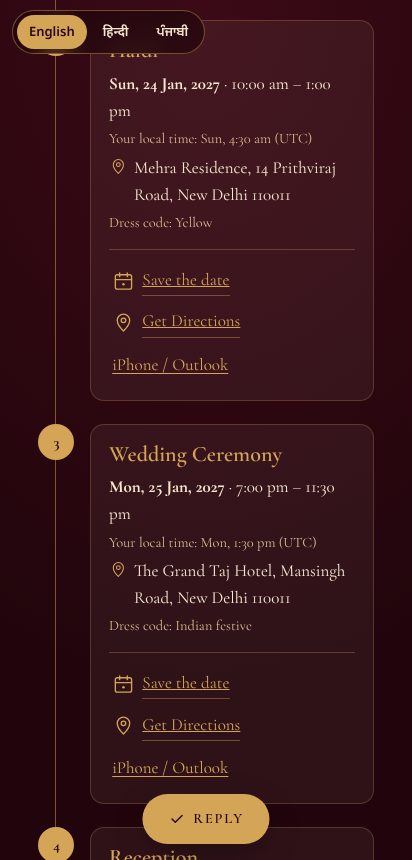 English हिन्दी ਪੰਜਾਬੀ
Haldi
Sun, 24 Jan, 2027 · 10:00 am – 1:00
pm
Your local time: Sun, 4:30 am (UTC)
Mehra Residence, 14 Prithviraj
Road, New Delhi 110011
Dress code: Yellow
Save the date
Get Directions
iPhone / Outlook
3
Wedding Ceremony
Mon, 25 Jan, 2027 · 7:00 pm – 11:30
pm
Your local time: Mon, 1:30 pm (UTC)
The Grand Taj Hotel, Mansingh
Road, New Delhi 110011
Dress code: Indian festive
Save the date
Get Directions
iPhone / Outlook
REPLY
4
Reception